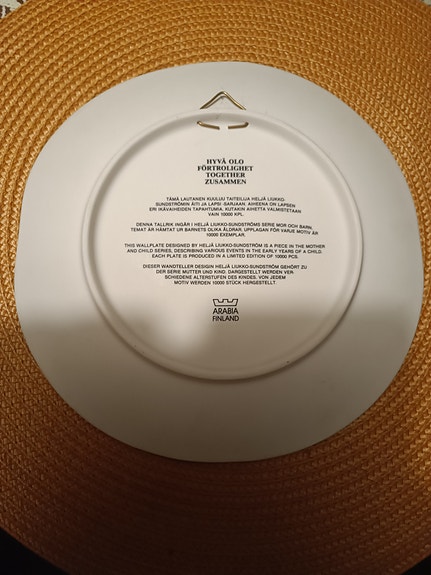 HYVÄ OLO
FÖRTROLIGHET
TOGETHER
ZUSAMMEN
TÄMÄ LAUTANEN KUULUU TAITEILIJA HELJÄ LIUKKO-
SUNDSTRÖMIN ÄITI JA LAPSI -SARJAAN. AIHEENA ON LAPSEN
ERI IKÄVAIHEIDEN TAPAHTUMIA, KUTAKIN AIHETTA VALMISTETAAN
VAIN 10000 KPL.
DENNA TALLRIK INGÅR I HELJÄ LIUKKO-SUNDSTRÖMS SERIE MOR OCH BARN.
TEMAT ÄR HÄMTAT UR BARNETS OLIKA ÅLDRAR. UPPLAGAN FÖR VARJE MOTIV ÄR
10000 EXEMPLAR.
THIS WALLPLATE DESIGNED BY HELJÄ LIUKKO-SUNDSTRÖM IS A PIECE IN THE MOTHER
AND CHILD SERIES, DESCRIBING VARIOUS EVENTS IN THE EARLY YEARS OF A CHILD.
EACH PLATE IS PRODUCED IN A LIMITED EDITION OF 10000 PCS.
DIESER WANDTELLER DESIGN HELJÄ LIUKKO-SUNDSTRÖM GEHÖRT ZU
DER SERIE MUTTER UND KIND. DARGESTELLT WERDEN VER-
SCHIEDENE ALTERSTUFEN DES KINDES. VON JEDEM
MOTIV WERDEN 10000 STÜCK HERGESTELLT.
ARABIA
FINLAND